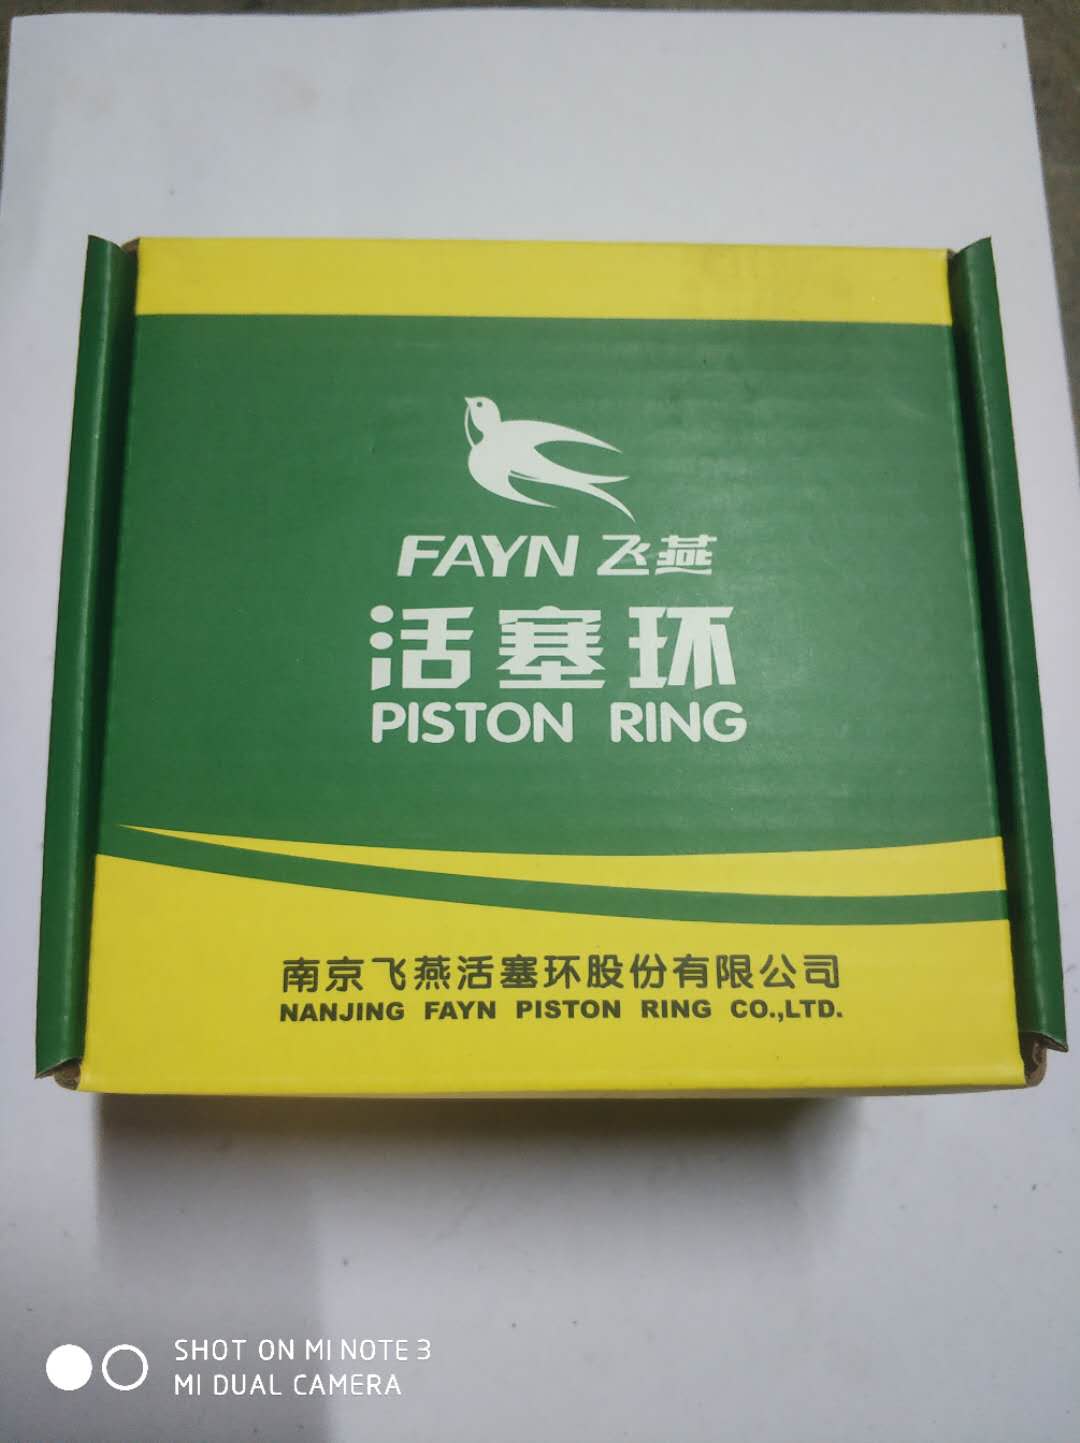 FAYN 飞燕
活塞环
PISTON RING
南京飞燕活塞环股份有限公司
NANJING FAYN PISTON RING CO.,LTD.
SHOT ON MI NOTE 3
MI DUAL CAMERA